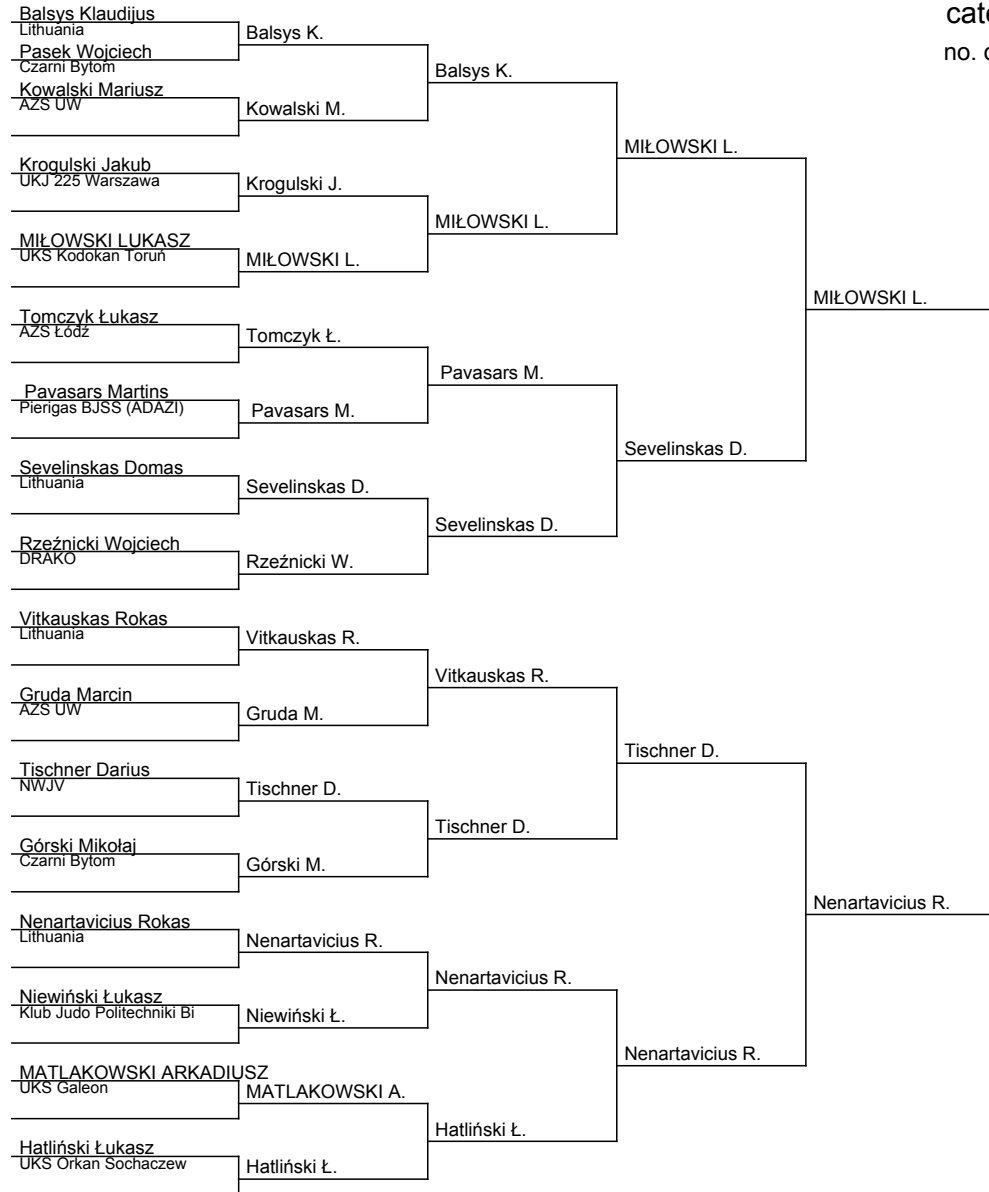 Balsys Klaudijus
Lithuania
Pasek Wojciech
Czarni Bytom
Kowalski Mariusz
AZS UW
Krogulski Jakub
UKJ 225 Warszawa
MIŁOWSKI LUKASZ
UKS Kodokan Toruń
Tomczyk Łukasz
AZS Łódź
Pavasars Martins
Pierigas BJSS (ADAZI)
Sevelinskas Domas
Lithuania
Rzeźnicki Wojciech
DRAKO
Vitkauskas Rokas
Lithuania
Gruda Marcin
AZS UW
Tischner Darius
NWJV
Górski Mikołaj
Czarni Bytom
Nenartavicius Rokas
Lithuania
Niewiński Łukasz
Klub Judo Politechniki Bi
MATLAKOWSKI ARKADIUSZ
UKS Galeon
Hatliński Łukasz
UKS Orkan Sochaczew
Balsys K.
Kowalski M.
Krogulski J.
MIŁOWSKI L.
Tomczyk Ł.
Pavasars M.
Sevelinskas D.
Rzeźnicki W.
Vitkauskas R.
Gruda M.
Tischner D.
Górski M.
Nenartavicius R.
Niewiński Ł.
MATLAKOWSKI A.
Hatliński Ł.
Balsys K.
MIŁOWSKI L.
Pavasars M.
Sevelinskas D.
Vitkauskas R.
Tischner D.
Nenartavicius R.
Hatliński Ł.
MIŁOWSKI L.
Sevelinskas D.
Tischner D.
Nenartavicius R.
MIŁOWSKI L.
Nenartavicius R.
no.